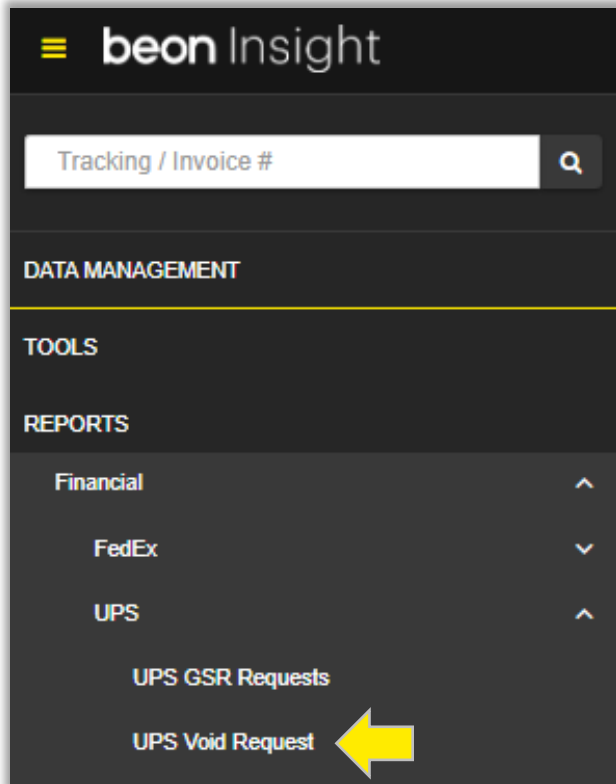 beon Insight
Tracking / Invoice #
DATA MANAGEMENT
TOOLS
REPORTS
Financial
FedEx
UPS
UPS GSR Requests
UPS Void Request